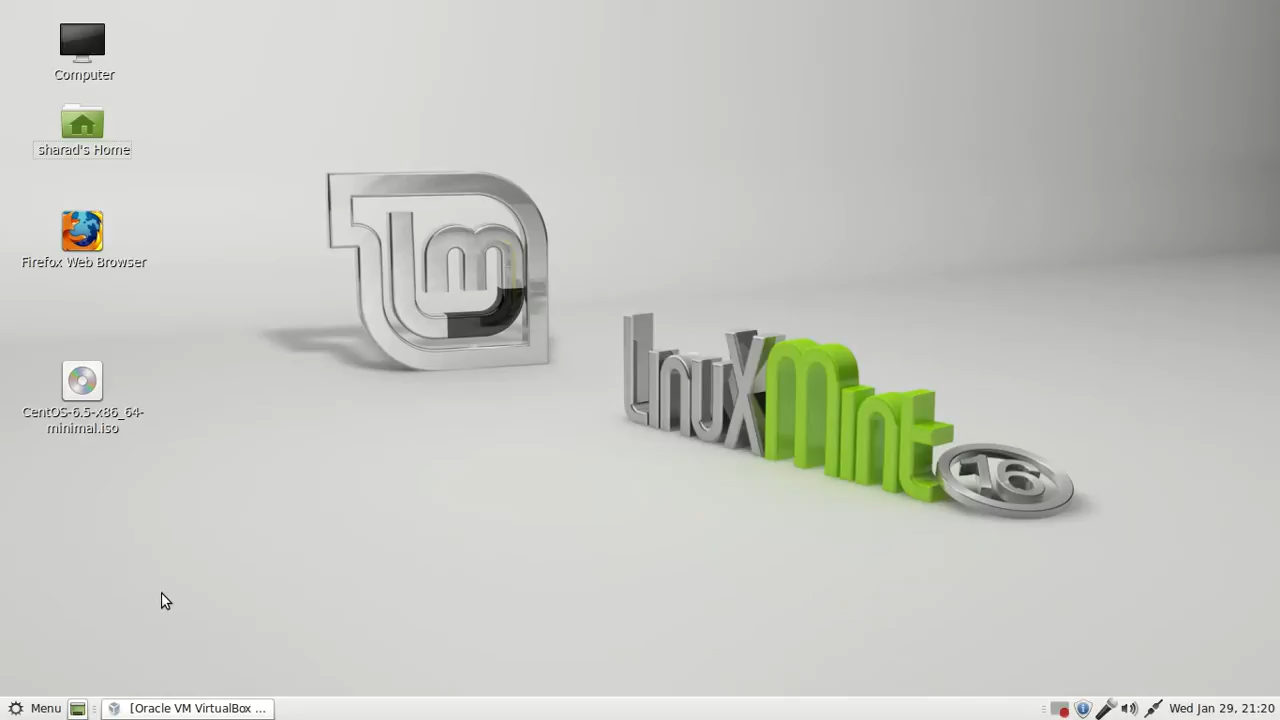 Computer
sharad's Home
Firefox Web Browser
CentOS-6.5-x86_64-
minimal.iso
lm
LinuxMint 16
Menu
[Oracle VM VirtualBox ...
Wed Jan 29, 21:20